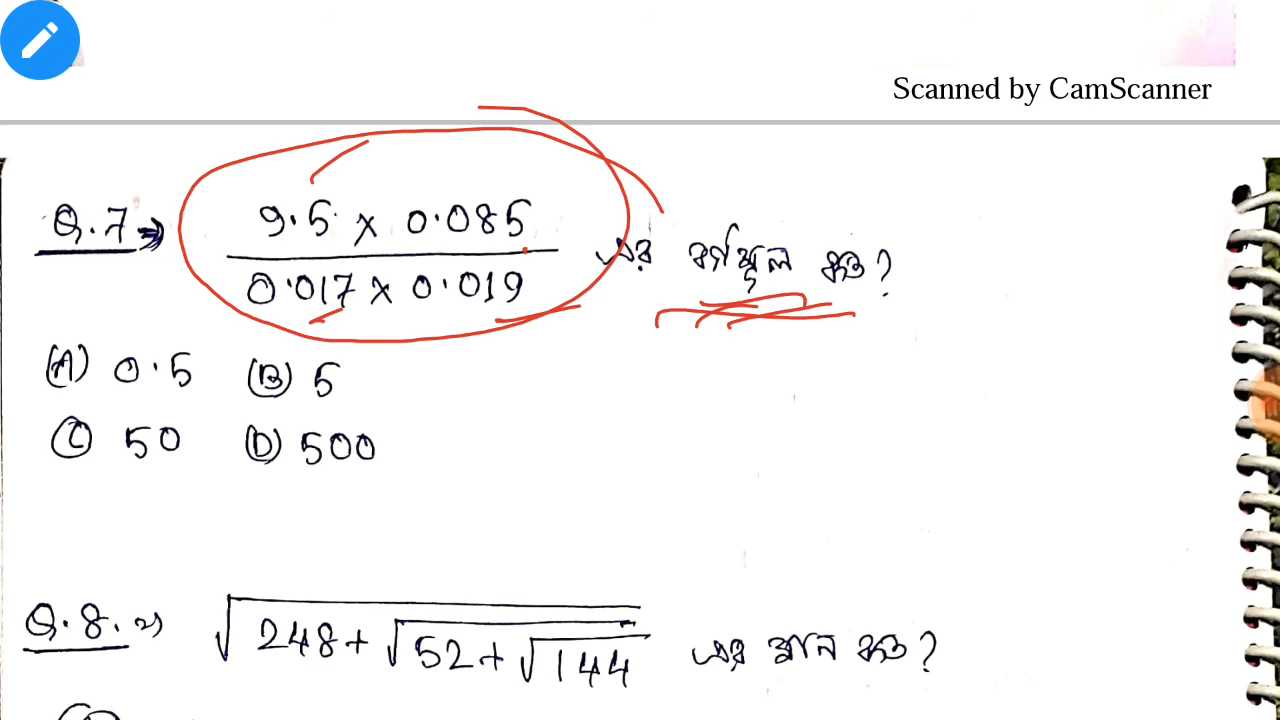 Scanned by CamScanner
Q.7→ 9.5 × 0.085 / 0.017 × 0.019 এর বর্গমূল কত?
(A) 0.5 (B) 5
(C) 50 (D) 500
Q.8.→ √248+√52+√144 এর মান কত?